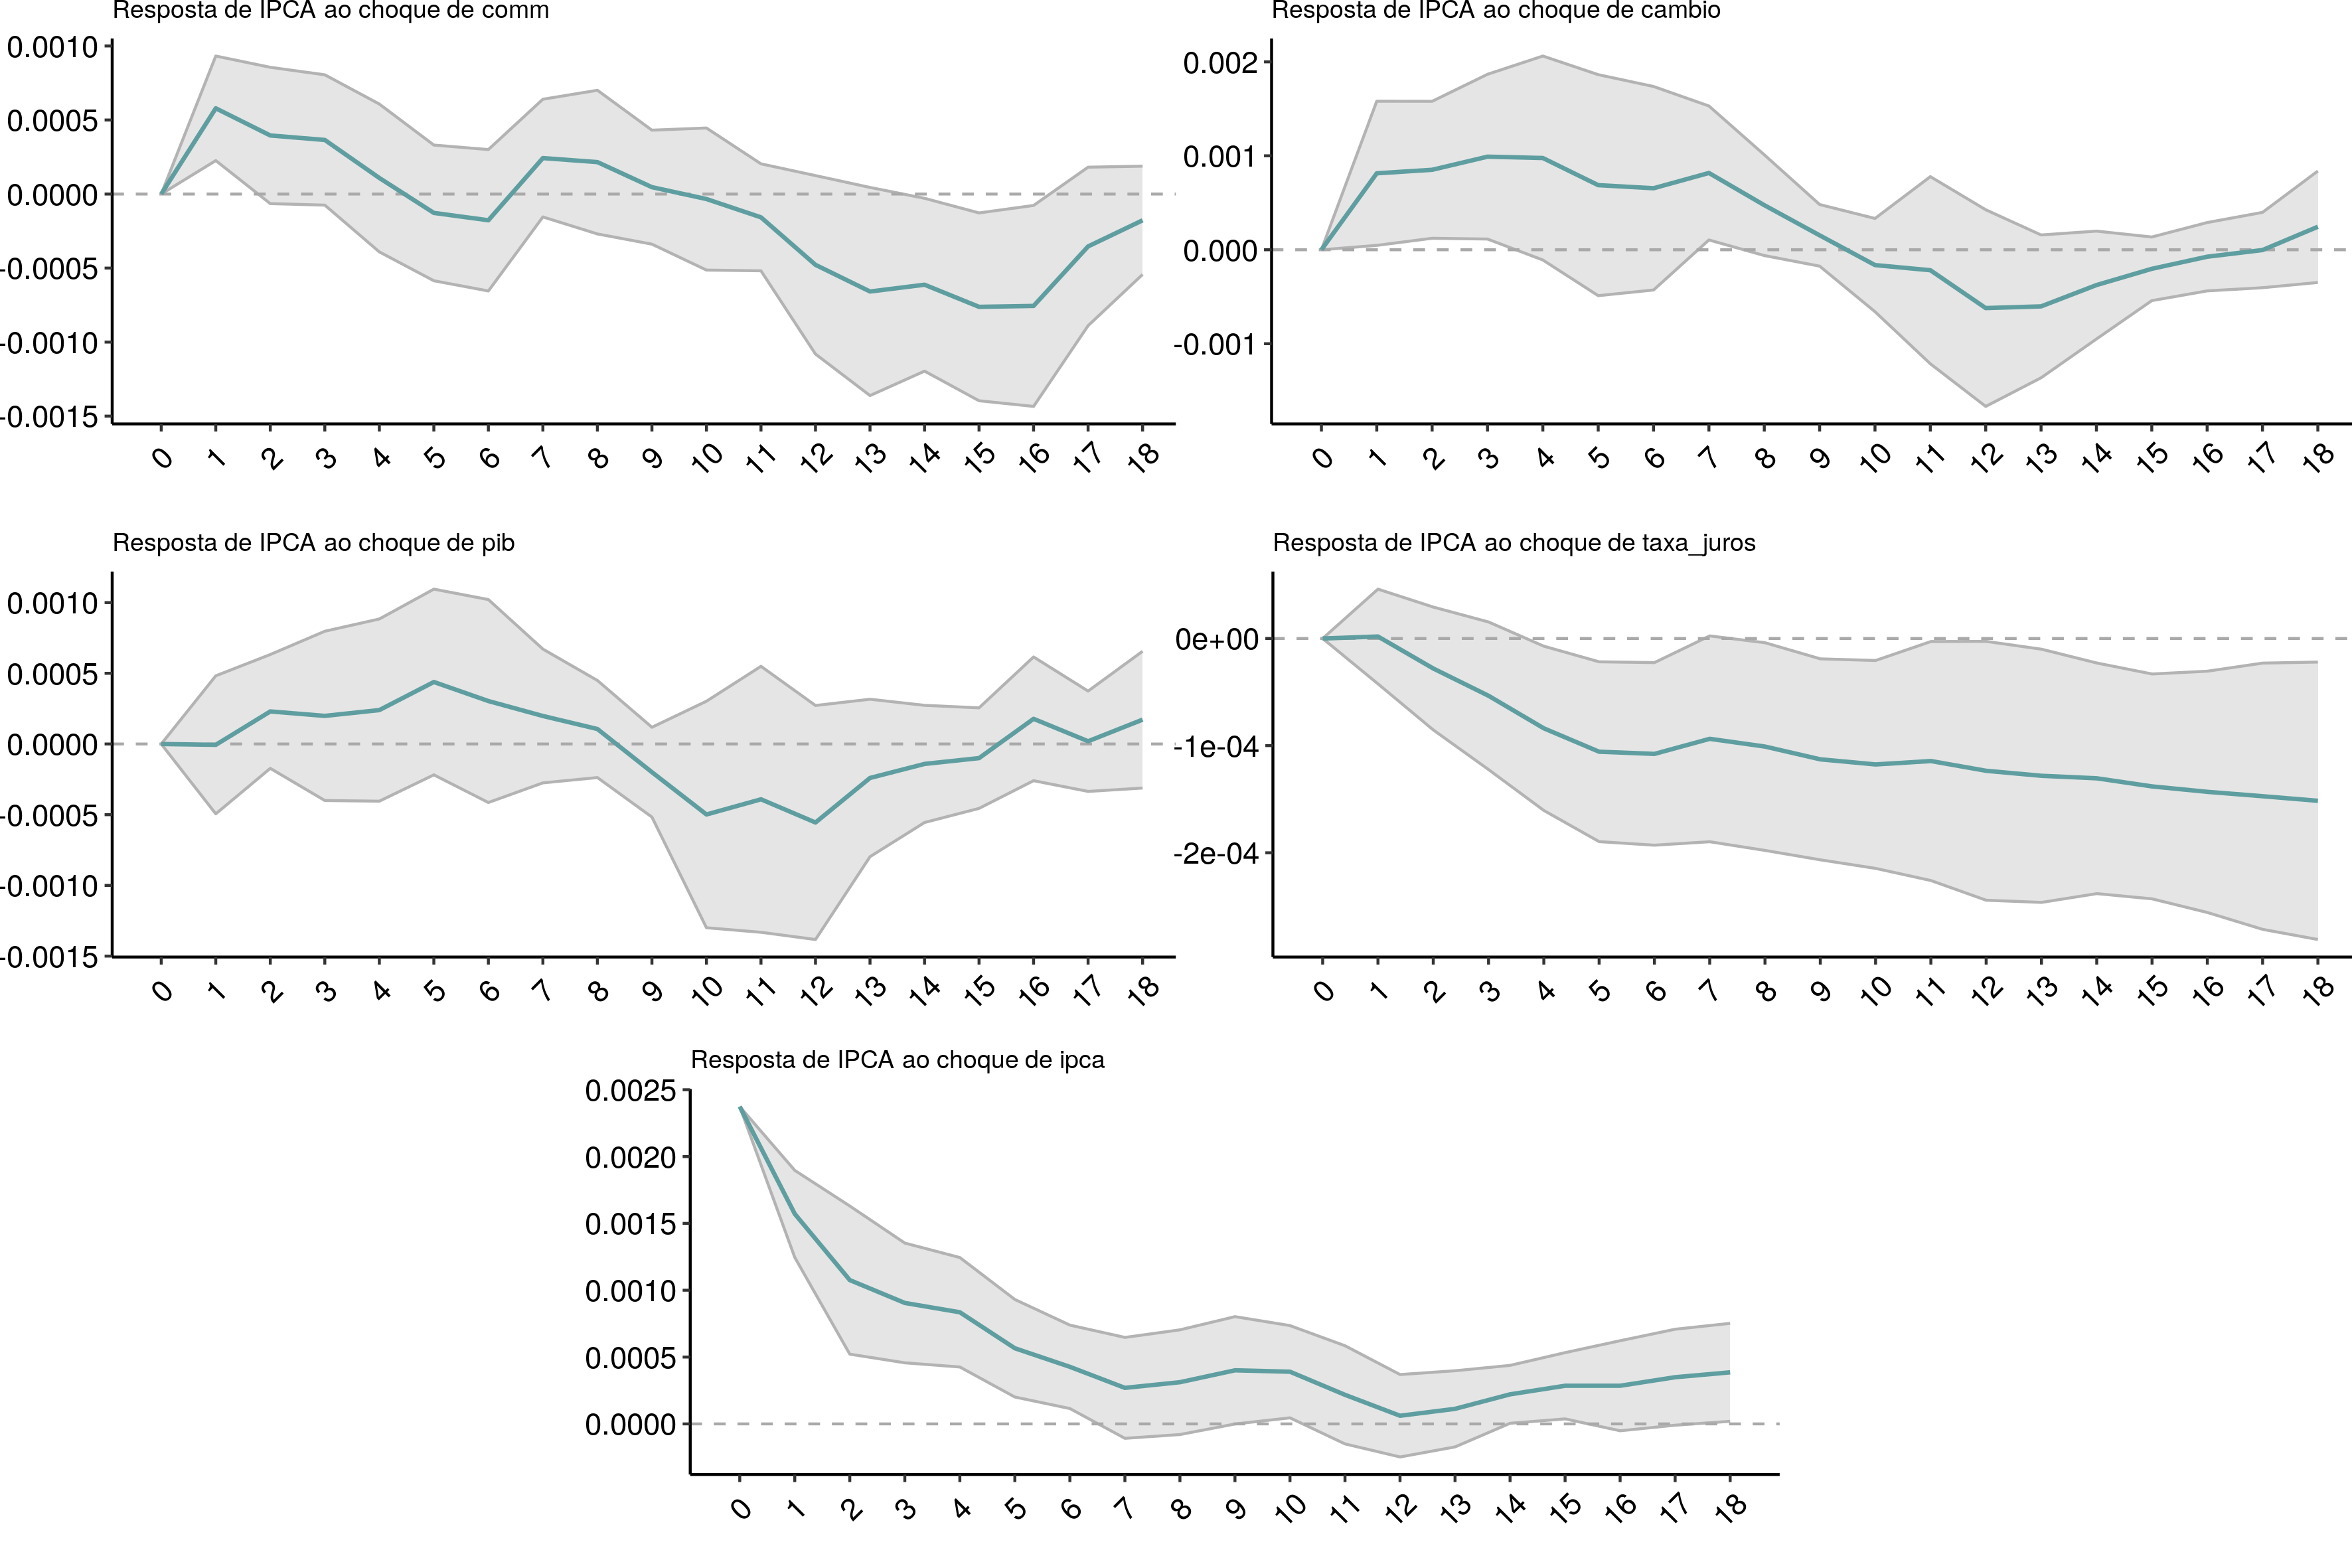 Resposta de IPCA ao choque de comm
0.0010
0.0005
0.0000
-0.0005
-0.0010
-0.0015
0 1 2 3 4 5 6 7 8 9 10 11 12 13 14 15 16 17 18
Resposta de IPCA ao choque de cambio
0.002
0.001
0.000
-0.001
0 1 2 3 4 5 6 7 8 9 10 11 12 13 14 15 16 17 18
Resposta de IPCA ao choque de pib
0.0010
0.0005
0.0000
-0.0005
-0.0010
-0.0015
0 1 2 3 4 5 6 7 8 9 10 11 12 13 14 15 16 17 18
Resposta de IPCA ao choque de taxa_juros
0e+00
-1e-04
-2e-04
0 1 2 3 4 5 6 7 8 9 10 11 12 13 14 15 16 17 18
Resposta de IPCA ao choque de ipca
0.0025
0.0020
0.0015
0.0010
0.0005
0.0000
0 1 2 3 4 5 6 7 8 9 10 11 12 13 14 15 16 17 18